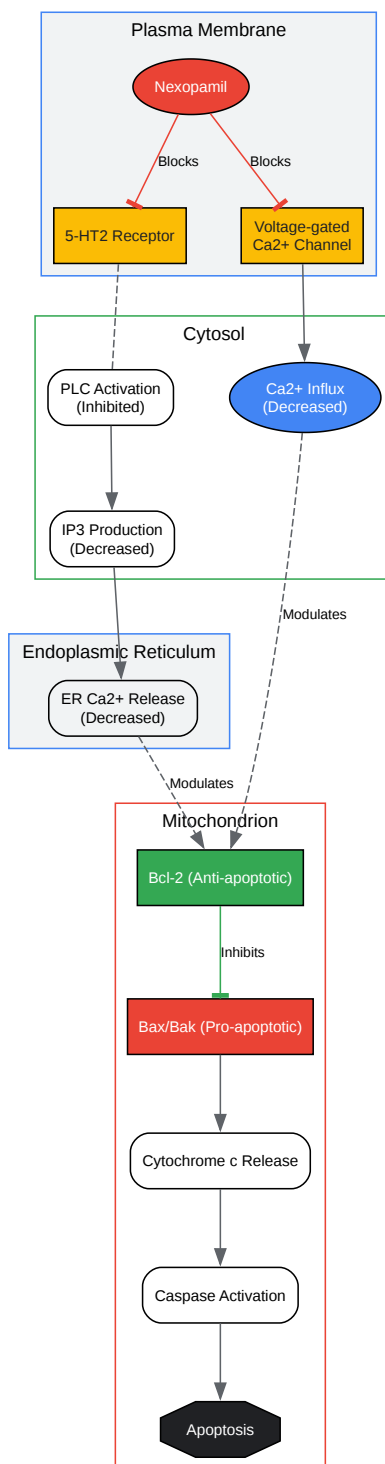 Plasma Membrane
Nexopamil
Blocks
Blocks
5-HT2 Receptor
Voltage-gated
Ca2+ Channel
Cytosol
PLC Activation
(Inhibited)
Ca2+ Influx
(Decreased)
IP3 Production
(Decreased)
Modulates
Endoplasmic Reticulum
ER Ca2+ Release
(Decreased)
Modulates
Mitochondrion
Bcl-2 (Anti-apoptotic)
Inhibits
Bax/Bak (Pro-apoptotic)
Cytochrome c Release
Caspase Activation
Apoptosis